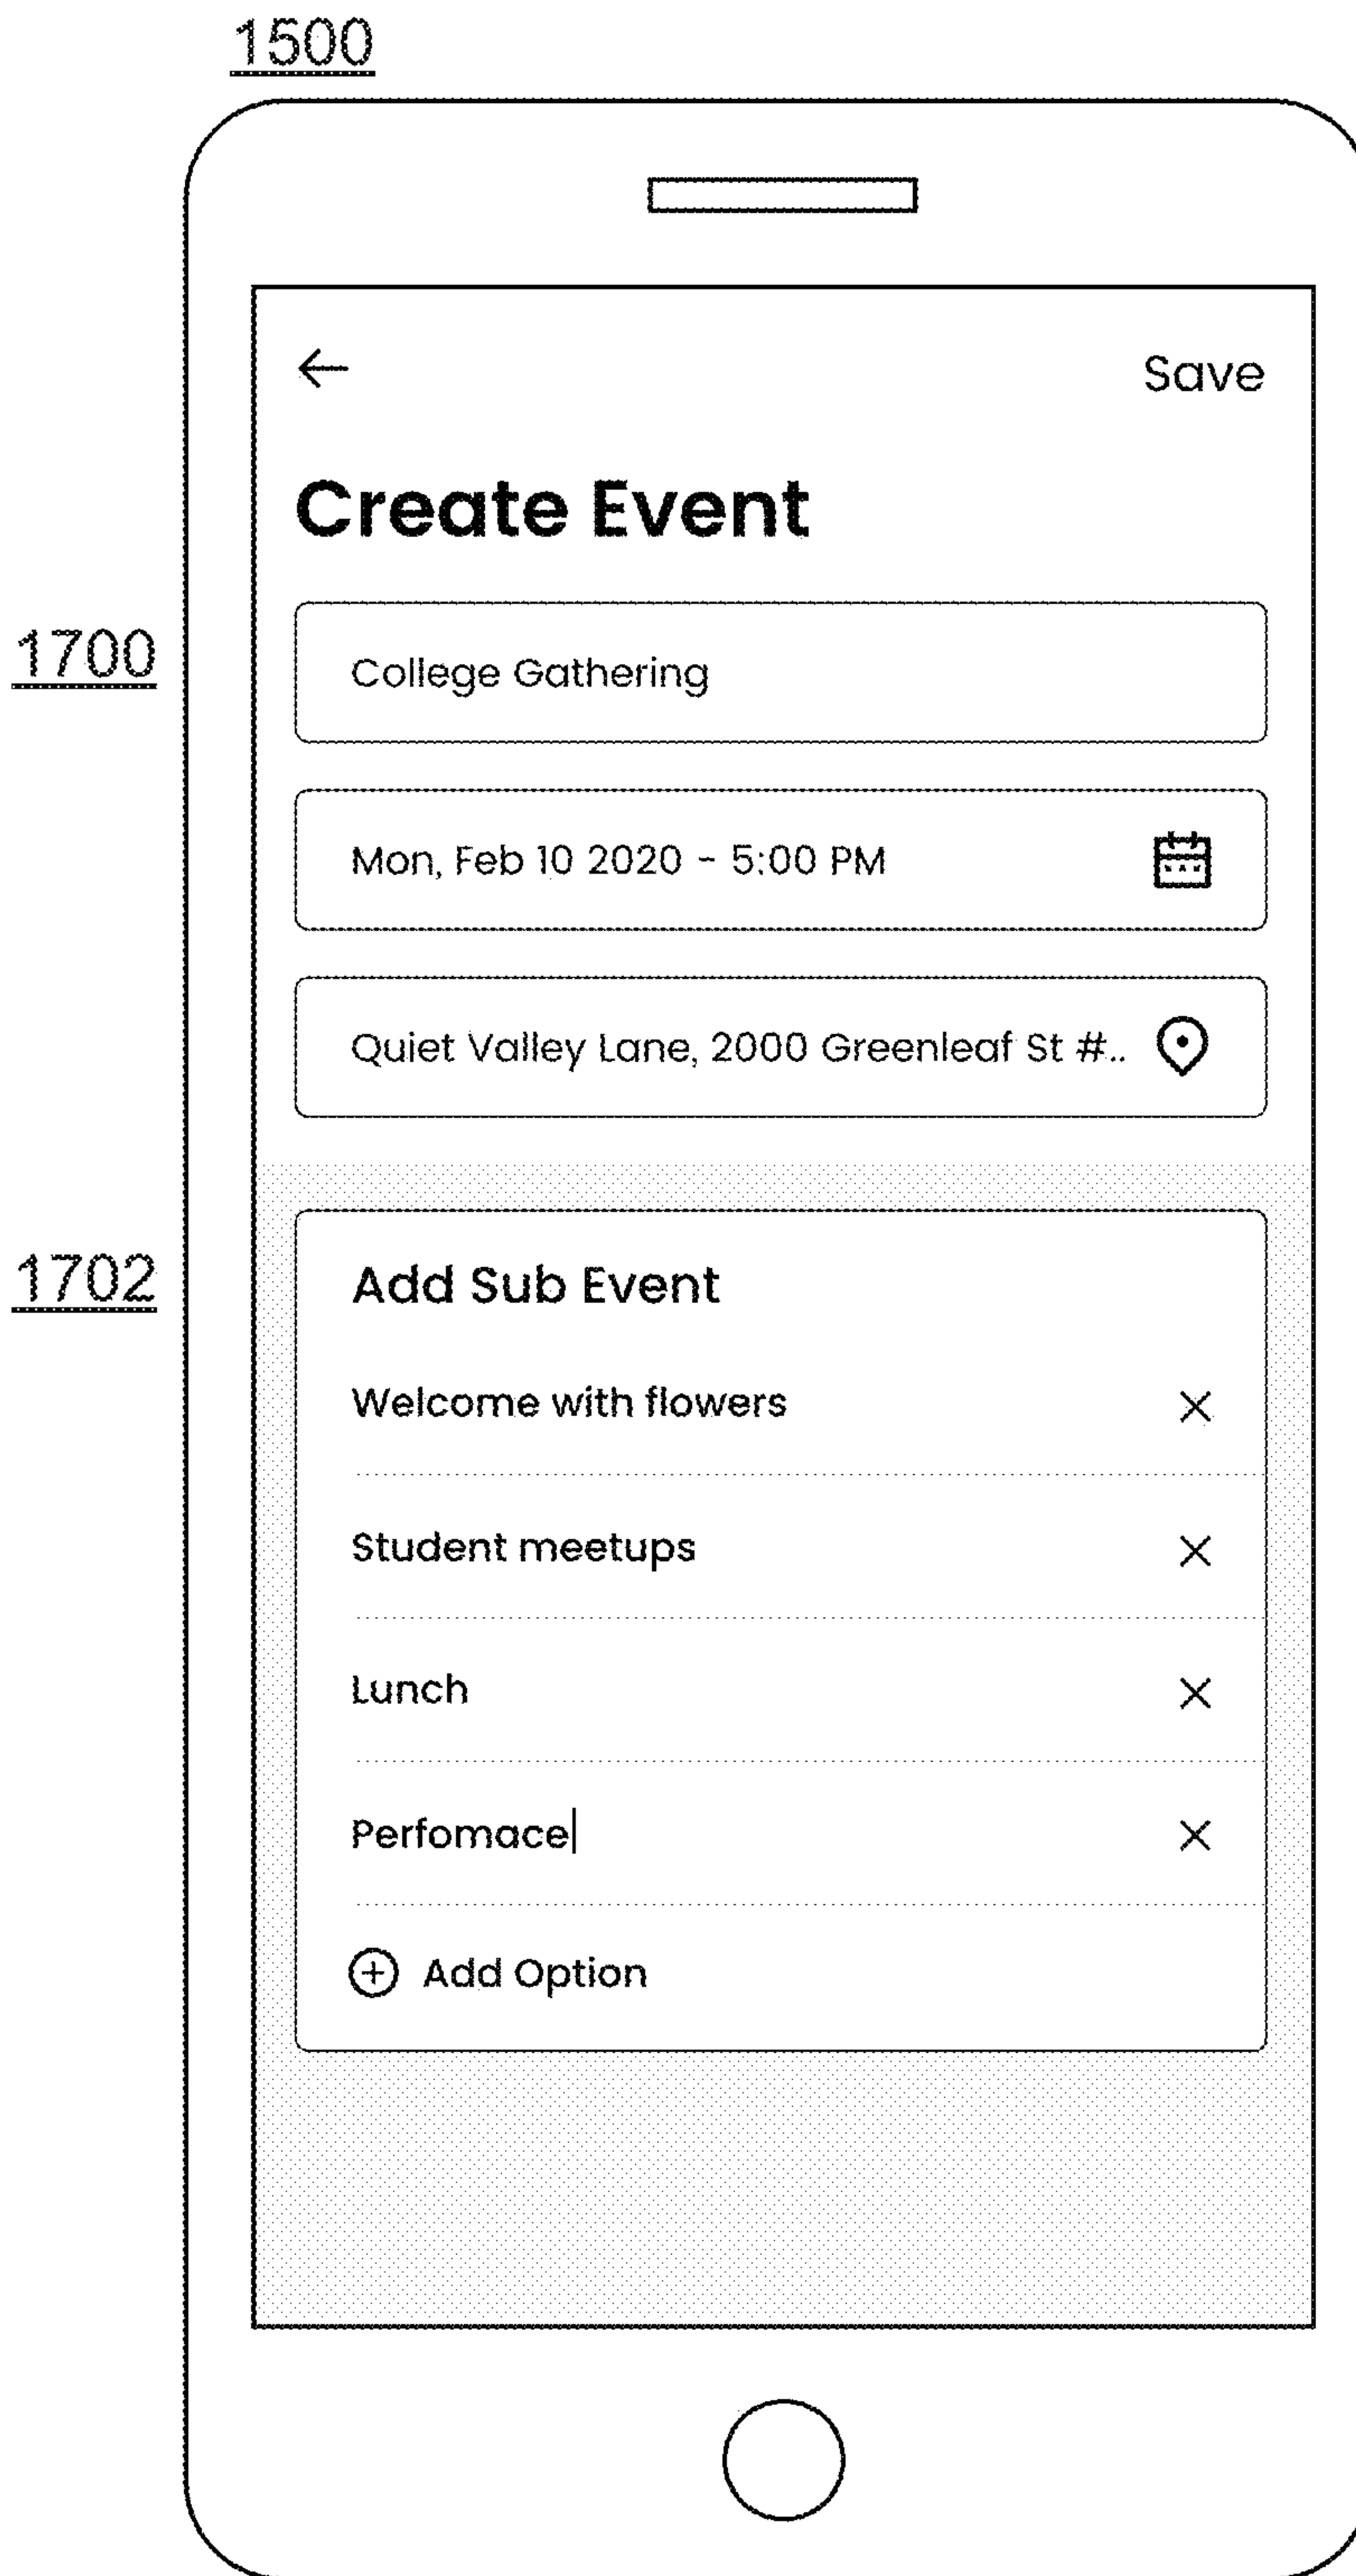 1500
Save
Create Event
1700
College Gathering
Mon, Feb 10 2020 - 5:00 PM
Quiet Valley Lane, 2000 Greenleaf St #..
1702
Add Sub Event
Welcome with flowers
Student meetups
Lunch
Perfomace
Add Option